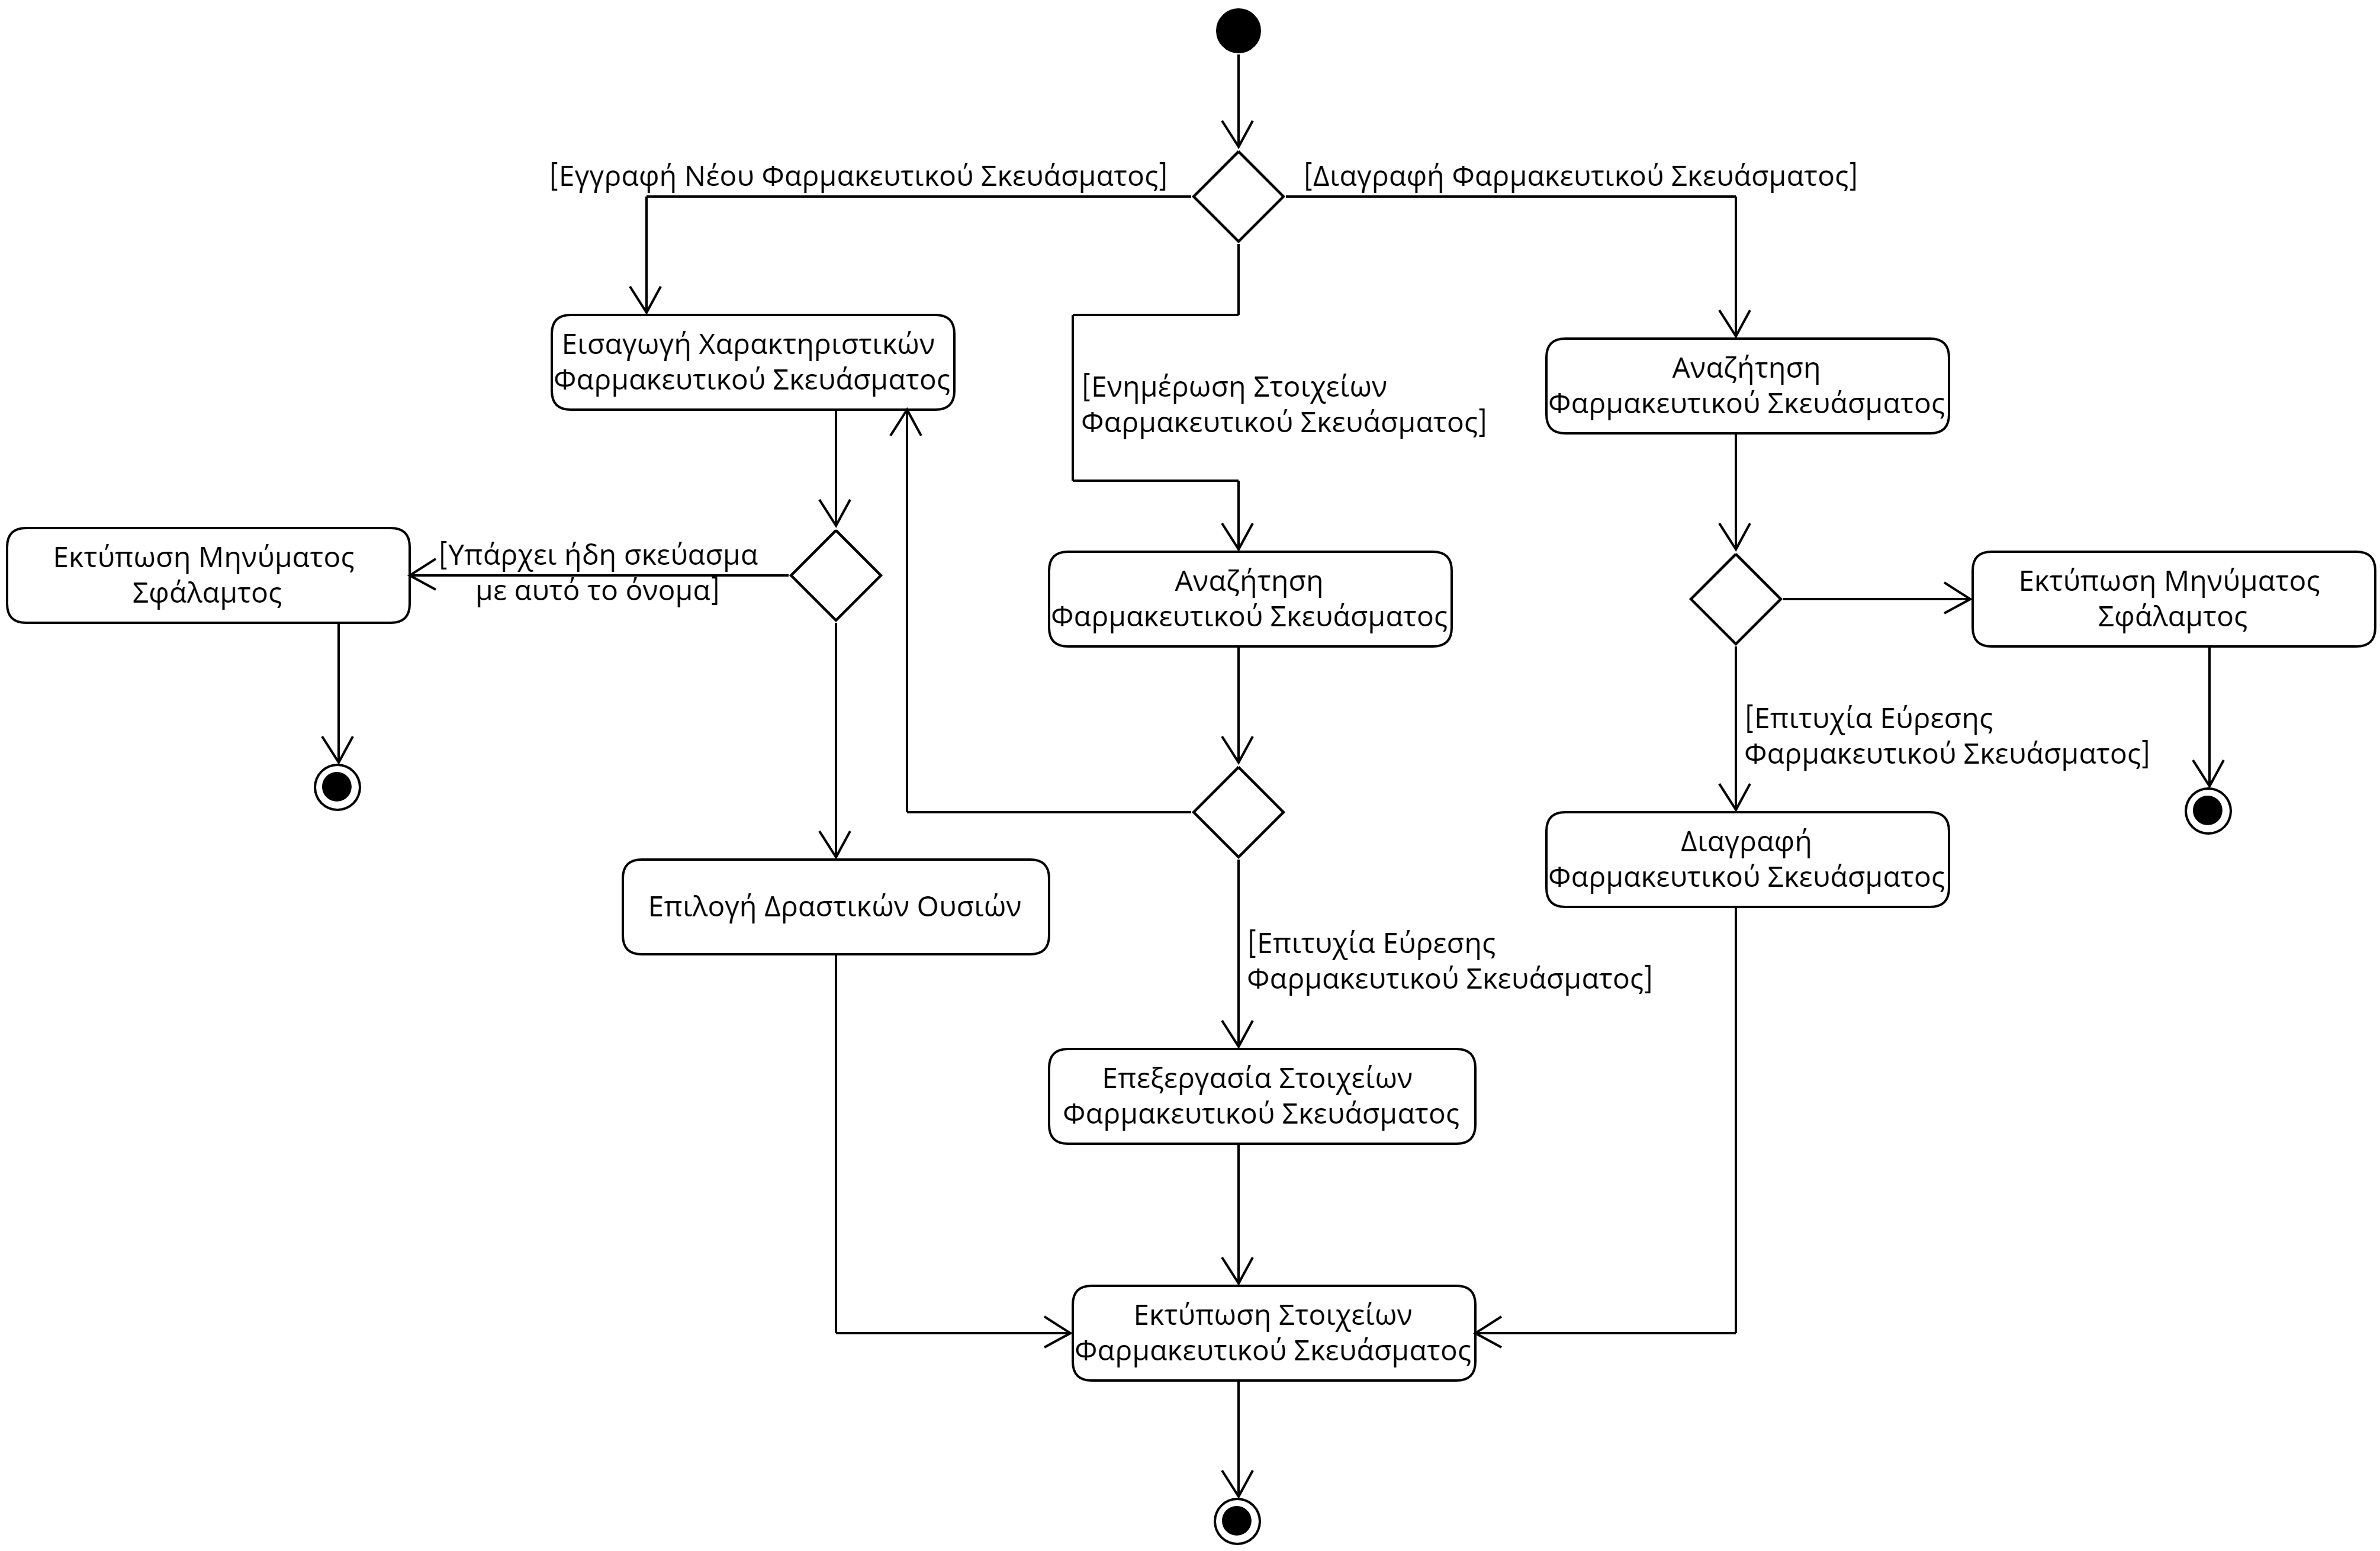 [Εγγραφή Νέου Φαρμακευτικού Σκευάσματος]
[Διαγραφή Φαρμακευτικού Σκευάσματος]
Εισαγωγή Χαρακτηριστικών
Φαρμακευτικού Σκευάσματος
[Ενημέρωση Στοιχείων
Φαρμακευτικού Σκευάσματος]
Αναζήτηση
Φαρμακευτικού Σκευάσματος
Εκτύπωση Μηνύματος
Σφάλαμτος
[Υπάρχει ήδη σκεύασμα
με αυτό το όνομα]
Αναζήτηση
Φαρμακευτικού Σκευάσματος
Εκτύπωση Μηνύματος
Σφάλαμτος
[Επιτυχία Εύρεσης
Φαρμακευτικού Σκευάσματος]
Διαγραφή
Φαρμακευτικού Σκευάσματος
Επιλογή Δραστικών Ουσιών
[Επιτυχία Εύρεσης
Φαρμακευτικού Σκευάσματος]
Επεξεργασία Στοιχείων
Φαρμακευτικού Σκευάσματος
Εκτύπωση Στοιχείων
Φαρμακευτικού Σκευάσματος